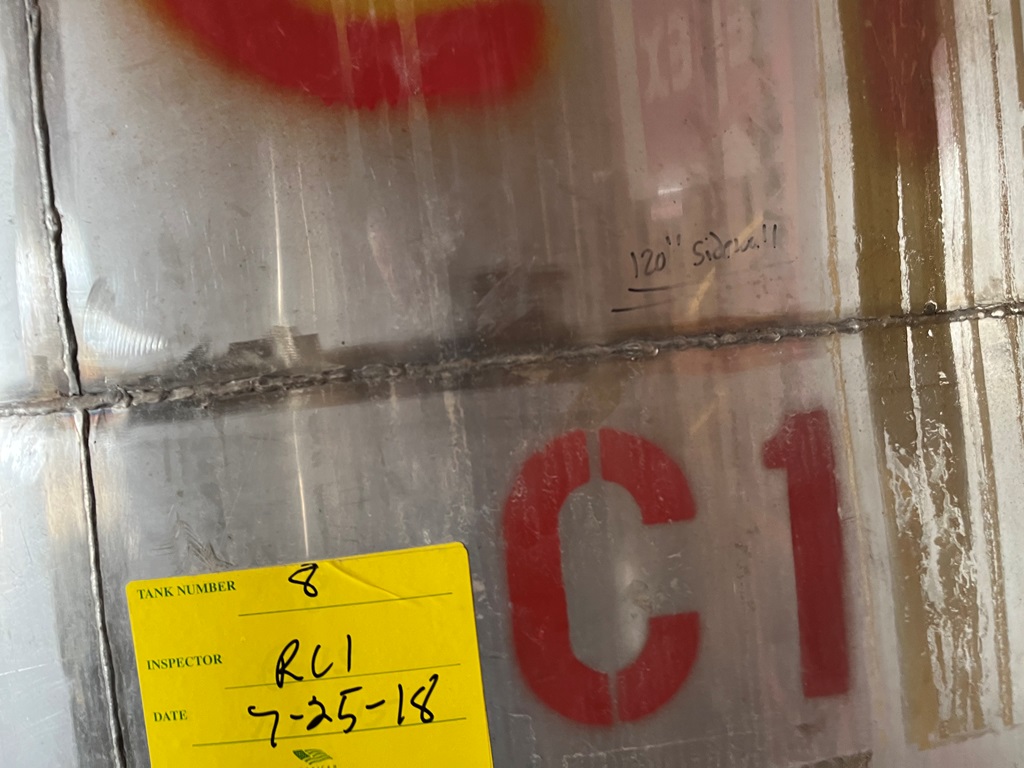 120" Sidewall
C1
TANK NUMBER 8
INSPECTOR RC1
DATE 7-25-18